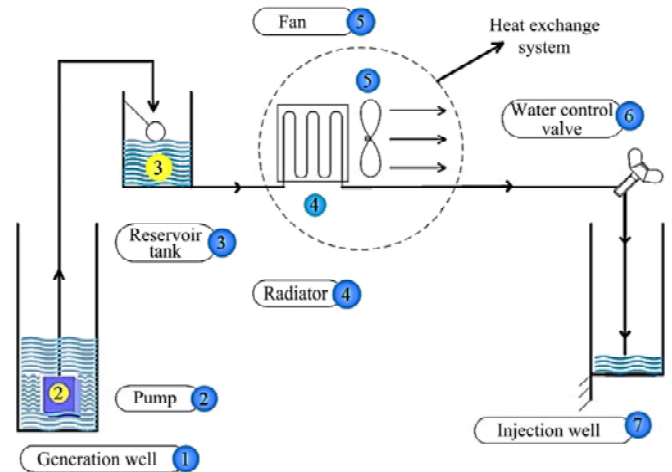 Fan 5
Heat exchange
system
5
Water control
valve 6
3
4
Reservoir
tank 3
Radiator 4
2
Pump 2
Injection well 7
Generation well 1